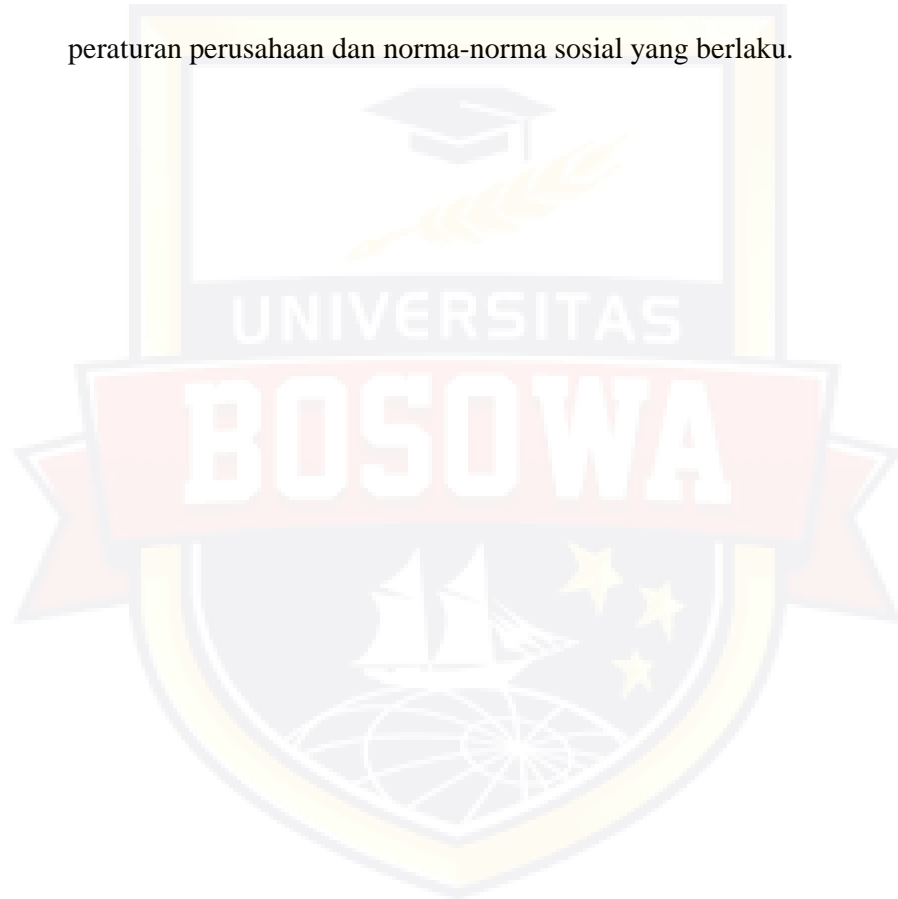 peraturan perusahaan dan norma-norma sosial yang berlaku.
UNIVERSITAS
BOSOWA